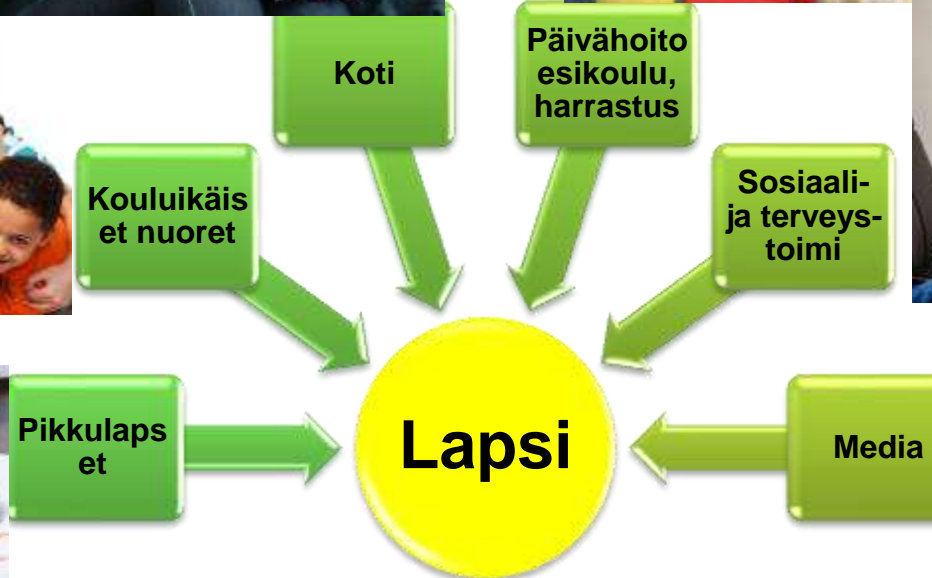 Koti
Päivähoito
esikoulu,
harrastus
Kouluikäis
et nuoret
Sosiaali-
ja terveys-
toimi
Pikkulaps
et
Lapsi
Media